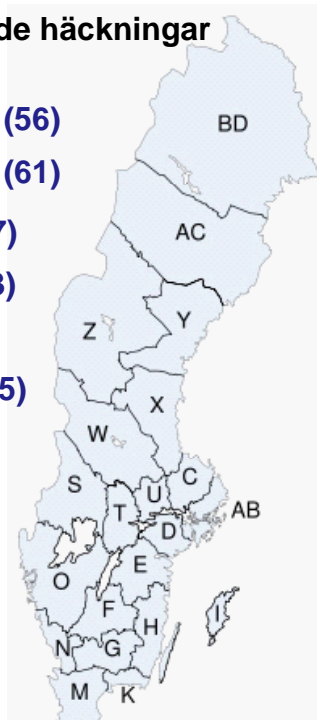 de häckningar
(56)
BD
(61)
AC
7)
3)
Z
Y
5)
X
W
S
C
U
T
AB
D
E
O
F
H
I
N
G
M
K